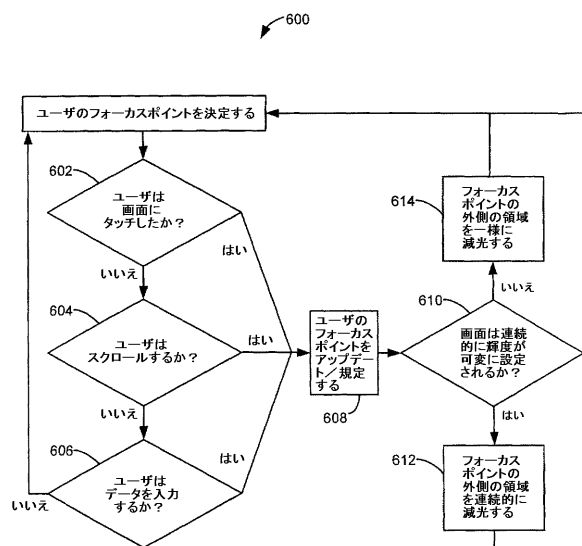 600
ユーザのフォーカスポイントを決定する
602
ユーザは
画面に
タッチしたか?
はい
いいえ
604
ユーザは
スクロールするか?
はい
いいえ
606
ユーザは
データを入力
するか?
はい
いいえ
ユーザの
フォーカス
ポイントを
アップデート
/規定
する
608
610
画面は連続
的に輝度が
可変に設定
されるか?
いいえ
はい
614
フォーカス
ポイントの
外側の領域
を一様に
減光する
612
フォーカス
ポイントの
外側の領域
を連続的に
減光する